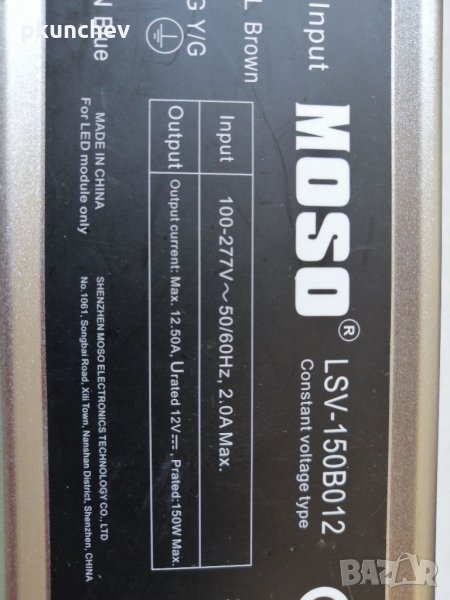 pkunchev
Input
L Brown
G Y/G
N Blue
MOSO®
LSV-150B012
Constant voltage type
Input 100-277V~50/60Hz, 2.0A Max.
Output Output current: Max. 12.50A, Urated 12V⎓, Prated:150W Max.
MADE IN CHINA
For LED module only
SHENZHEN MOSO ELECTRONICS TECHNOLOGY CO., LTD
No.1061, Songbai Road, Xili Town, Nanshan District, Shenzhen, CHINA
BAZAR